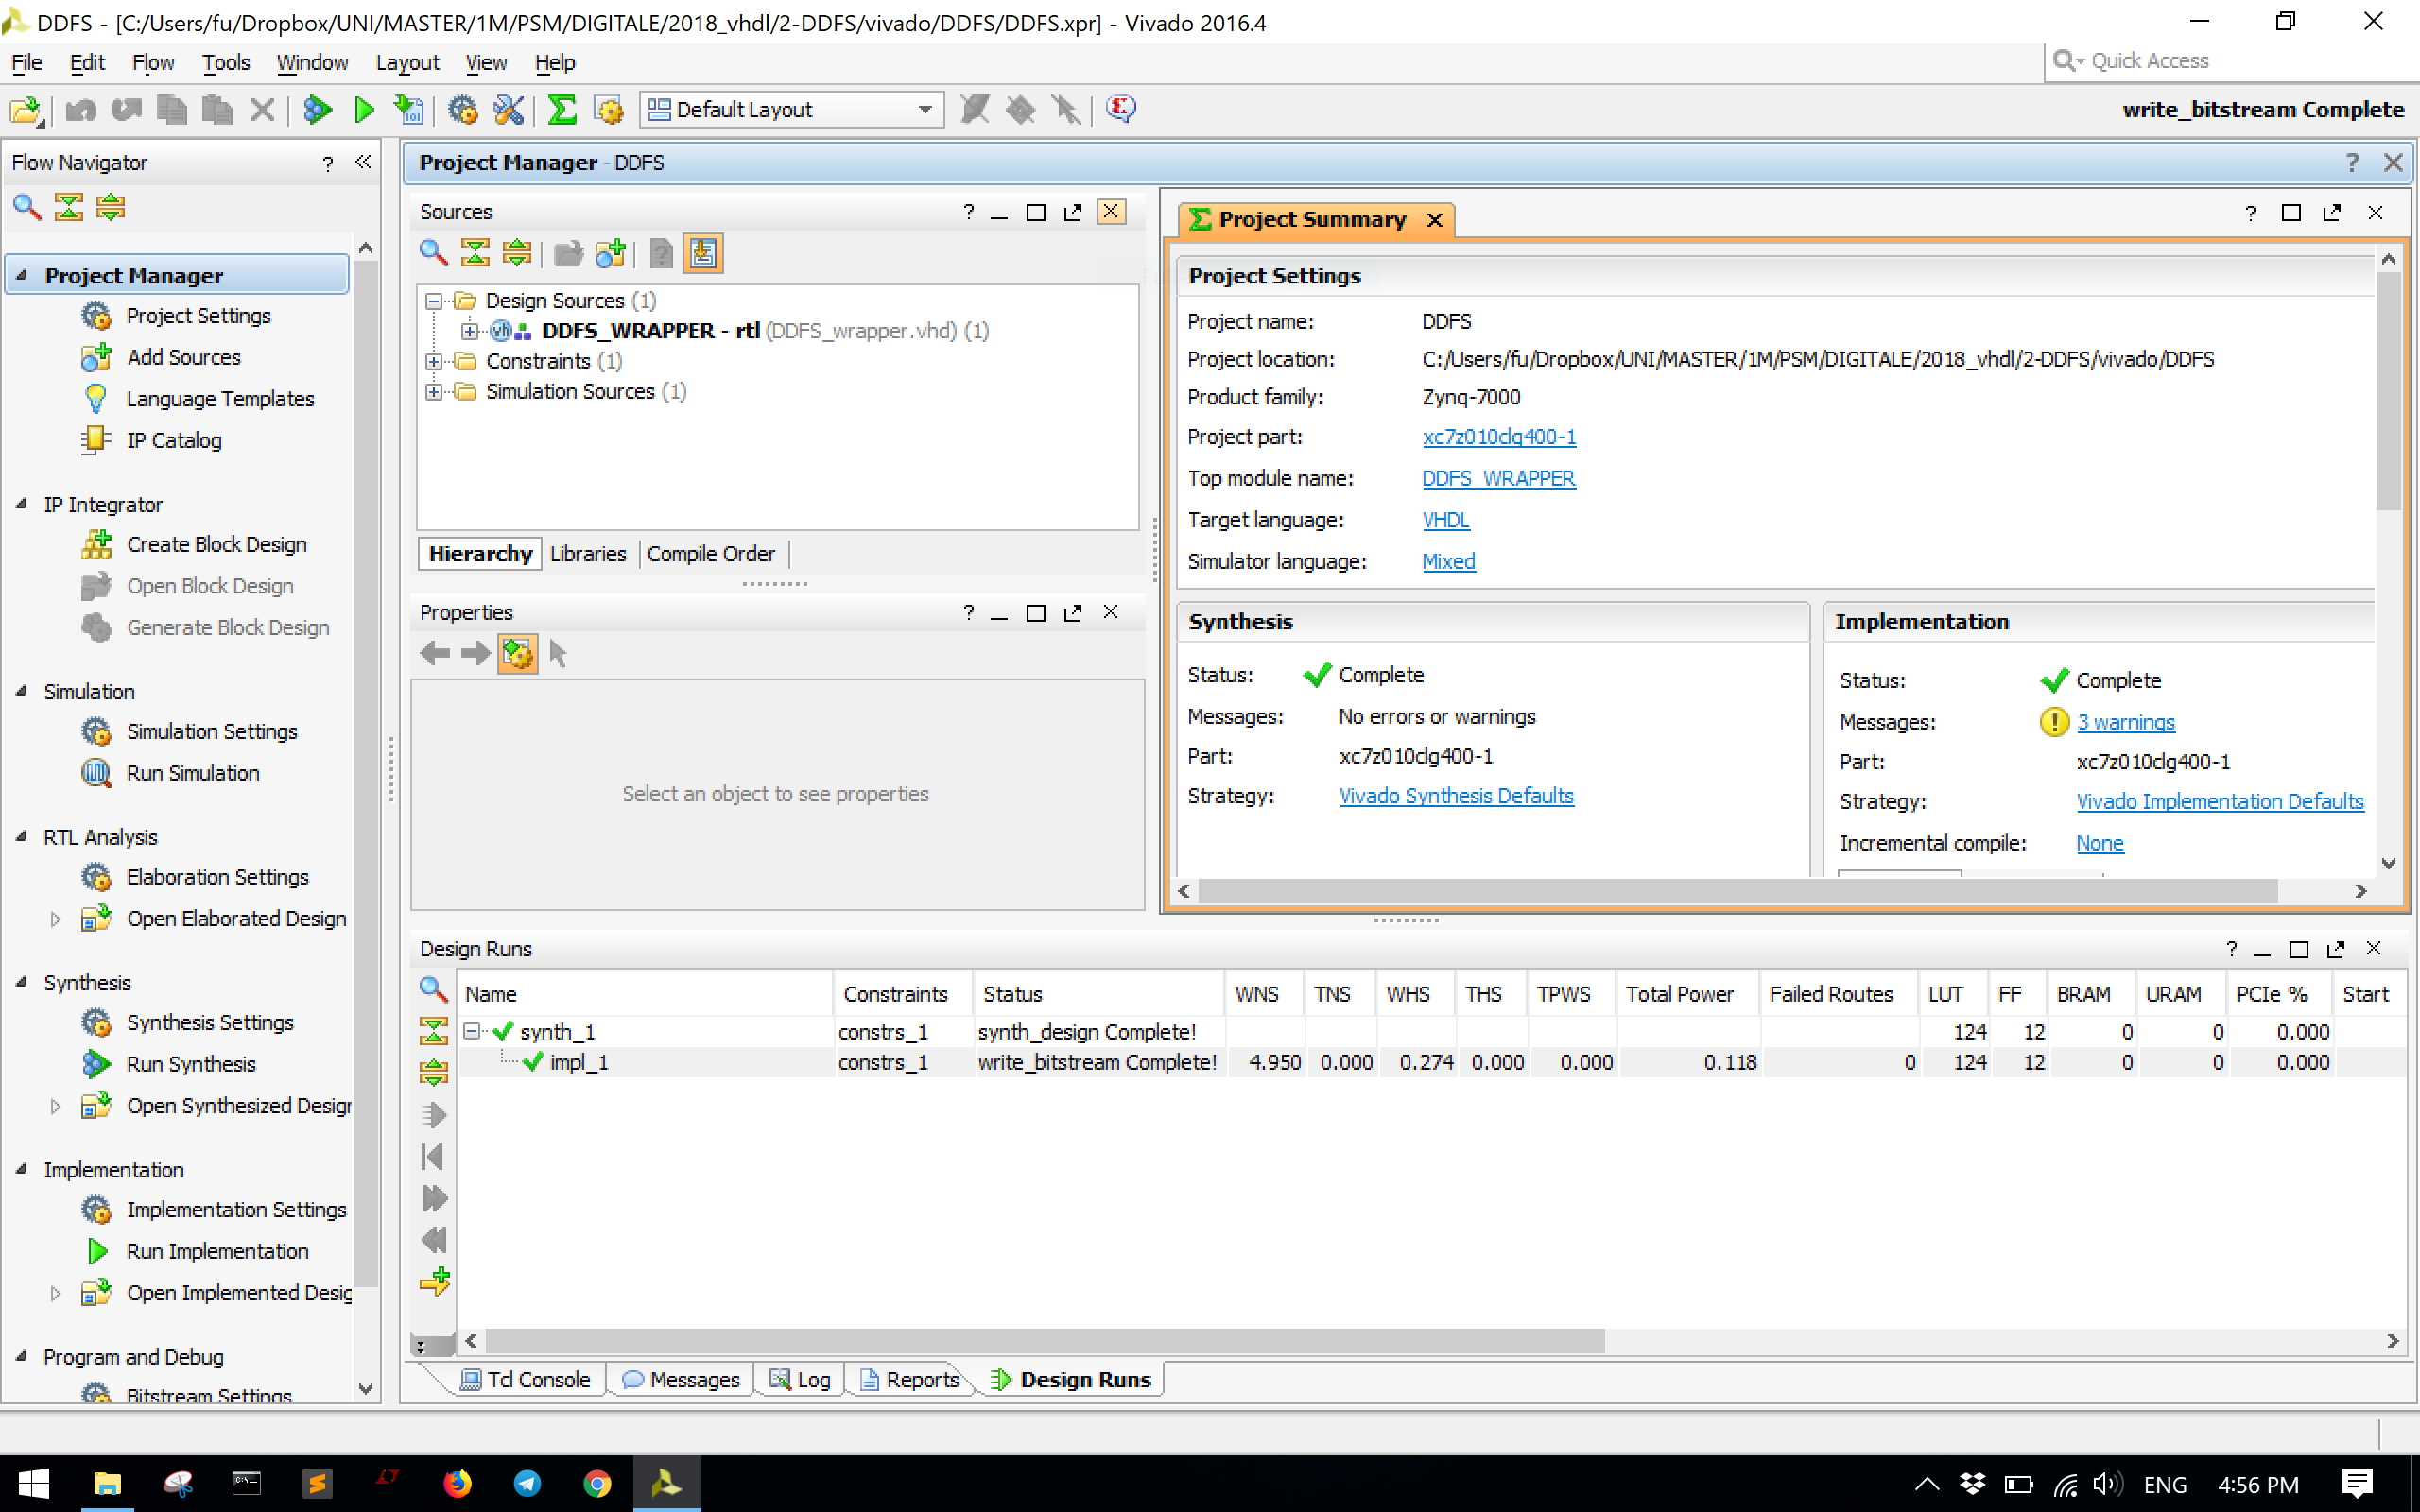 DDFS - [C:/Users/fu/Dropbox/UNI/MASTER/1M/PSM/DIGITALE/2018_vhdl/2-DDFS/vivado/DDFS/DDFS.xpr] - Vivado 2016.4
File Edit Flow Tools Window Layout View Help
Quick Access
Default Layout
write_bitstream Complete
Flow Navigator
Project Manager
Project Settings
Add Sources
Language Templates
IP Catalog
IP Integrator
Create Block Design
Open Block Design
Generate Block Design
Simulation
Simulation Settings
Run Simulation
RTL Analysis
Elaboration Settings
Open Elaborated Design
Synthesis
Synthesis Settings
Run Synthesis
Open Synthesized Design
Implementation
Implementation Settings
Run Implementation
Open Implemented Desig
Program and Debug
Bitstream Settings
Project Manager - DDFS
Sources
Design Sources (1)
DDFS_WRAPPER - rtl (DDFS_wrapper.vhd) (1)
Constraints (1)
Simulation Sources (1)
Hierarchy Libraries Compile Order
Properties
Select an object to see properties
Project Summary
Project Settings
Project name: DDFS
Project location: C:/Users/fu/Dropbox/UNI/MASTER/1M/PSM/DIGITALE/2018_vhdl/2-DDFS/vivado/DDFS
Product family: Zynq-7000
Project part: xc7z010clg400-1
Top module name: DDFS_WRAPPER
Target language: VHDL
Simulator language: Mixed
Synthesis
Status: Complete
Messages: No errors or warnings
Part: xc7z010clg400-1
Strategy: Vivado Synthesis Defaults
Implementation
Status: Complete
Messages: 3 warnings
Part: xc7z010clg400-1
Strategy: Vivado Implementation Defaults
Incremental compile: None
Design Runs
Name Constraints Status WNS TNS WHS THS TPWS Total Power Failed Routes LUT FF BRAM URAM PCIe % Start
synth_1 constrs_1 synth_design Complete! 124 12 0 0 0.000
impl_1 constrs_1 write_bitstream Complete! 4.950 0.000 0.274 0.000 0.000 0.118 0 124 12 0 0 0.000
Tcl Console Messages Log Reports Design Runs
ENG 4:56 PM